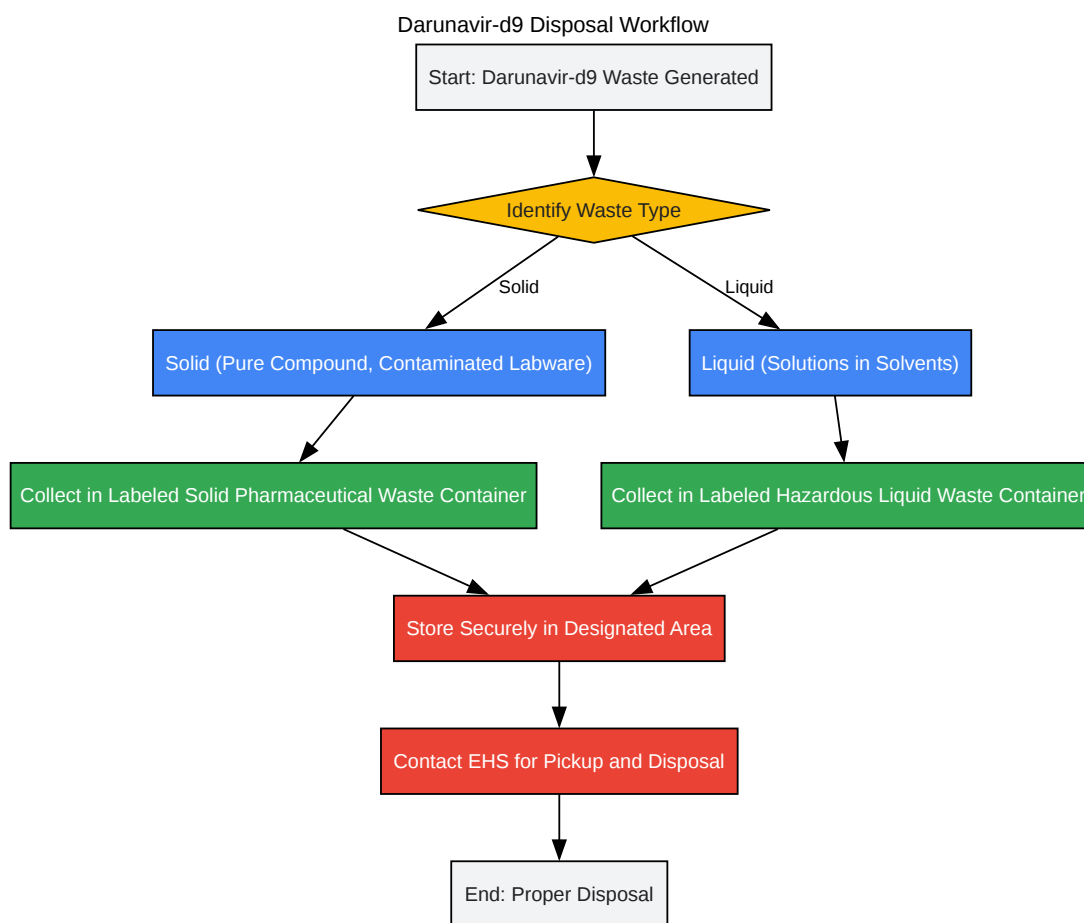 Darunavir-d9 Disposal Workflow
Start: Darunavir-d9 Waste Generated
Identify Waste Type
Solid
Liquid
Solid (Pure Compound, Contaminated Labware)
Liquid (Solutions in Solvents)
Collect in Labeled Solid Pharmaceutical Waste Container
Collect in Labeled Hazardous Liquid Waste Container
Store Securely in Designated Area
Contact EHS for Pickup and Disposal
End: Proper Disposal